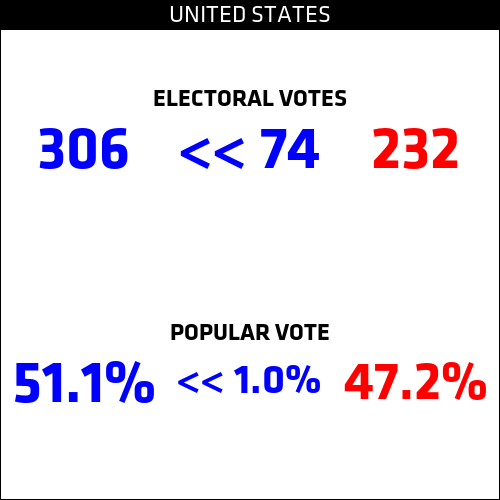 UNITED STATES
ELECTORAL VOTES
306 << 74 232
POPULAR VOTE
51.1% << 1.0% 47.2%